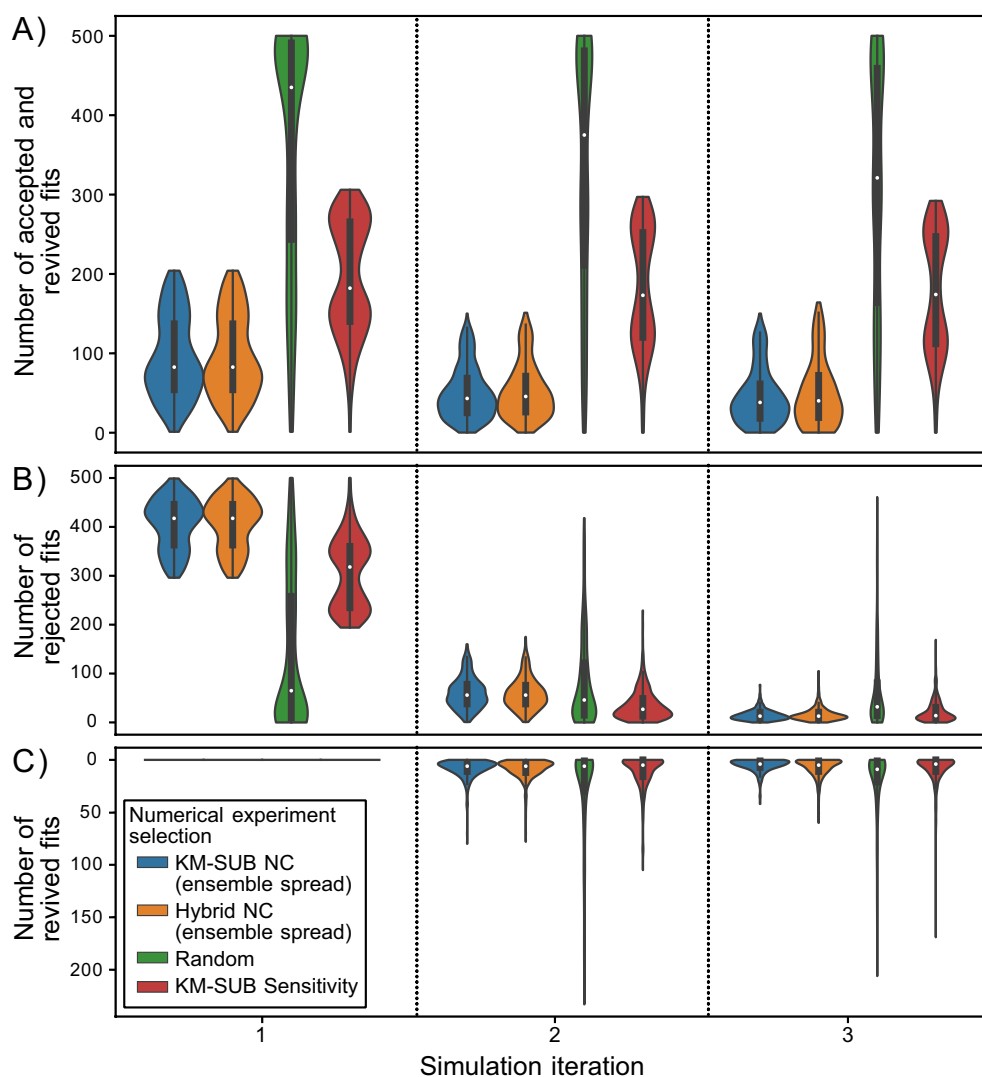 A)
Number of accepted and
revived fits
500
400
300
200
100
0
B)
Number of
rejected fits
500
400
300
200
100
0
C)
Number of
revived fits
0
50
100
150
200
Numerical experiment
selection
KM-SUB NC
(ensemble spread)
Hybrid NC
(ensemble spread)
Random
KM-SUB Sensitivity
1
2
3
Simulation iteration